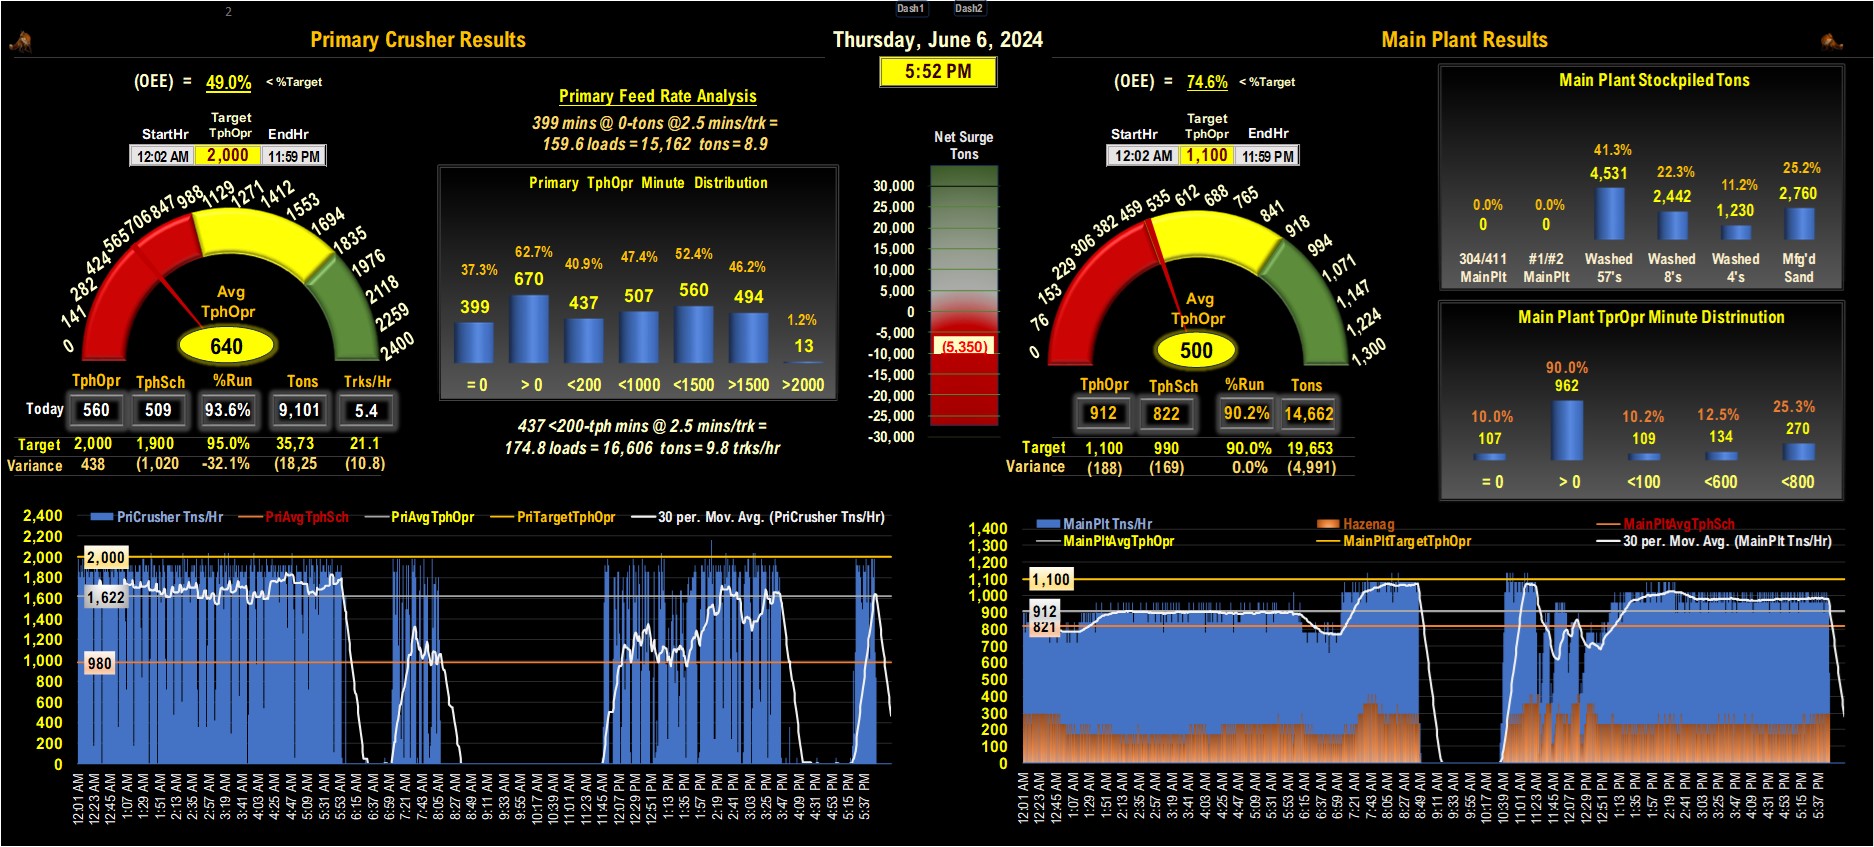 2
Dash1 Dash2
Primary Crusher Results
Thursday, June 6, 2024
Main Plant Results
5:52 PM
(OEE) = 49.0% < %Target
StartHr Target TphOpr EndHr
12:02 AM 2,000 11:59 PM
0 141 282 424 565 706 847 988 1129 1271 1412 1553 1694 1835 1976 2118 2259 2400
Avg
TphOpr
640
TphOpr TphSch %Run Tons Trks/Hr
Today 560 509 93.6% 9,101 5.4
Target 2,000 1,900 95.0% 35,73 21.1
Variance 438 (1,020 -32.1% (18,25 (10.8)
Primary Feed Rate Analysis
399 mins @ 0-tons @2.5 mins/trk =
159.6 loads = 15,162 tons = 8.9
Primary TphOpr Minute Distribution
37.3% 62.7% 40.9% 47.4% 52.4% 46.2% 1.2%
399 670 437 507 560 494 13
= 0 > 0 <200 <1000 <1500 >1500 >2000
437 <200-tph mins @ 2.5 mins/trk =
174.8 loads = 16,606 tons = 9.8 trks/hr
Net Surge
Tons
30,000
25,000
20,000
15,000
10,000
5,000
0
-5,000
(5,350)
-10,000
-15,000
-20,000
-25,000
-30,000
(OEE) = 74.6% < %Target
StartHr Target TphOpr EndHr
12:02 AM 1,100 11:59 PM
0 76 153 229 306 382 459 535 612 688 765 841 918 994 1,071 1,147 1,224 1,300
Avg
TphOpr
500
TphOpr TphSch %Run Tons
912 822 90.2% 14,662
Target 1,100 990 90.0% 19,653
Variance (188) (169) 0.0% (4,991)
Main Plant Stockpiled Tons
0.0% 0.0% 41.3% 22.3% 11.2% 25.2%
0 0 4,531 2,442 1,230 2,760
304/411 #1/#2 Washed Washed Washed Mfg'd
MainPlt MainPlt 57's 8's 4's Sand
Main Plant TprOpr Minute Distrinution
10.0% 90.0% 10.2% 12.5% 25.3%
107 962 109 134 270
= 0 > 0 <100 <600 <800
PriCrusher Tns/Hr PriAvgTphSch PriAvgTphOpr PriTargetTphOpr 30 per. Mov. Avg. (PriCrusher Tns/Hr)
2,400
2,200
2,000
1,800
1,600
1,400
1,200
1,000
800
600
400
200
0
2,000
1,622
980
12:01 AM 12:23 AM 12:45 AM 1:07 AM 1:29 AM 1:51 AM 2:13 AM 2:35 AM 2:57 AM 3:19 AM 3:41 AM 4:03 AM 4:25 AM 4:47 AM 5:09 AM 5:31 AM 5:53 AM 6:15 AM 6:37 AM 6:59 AM 7:21 AM 7:43 AM 8:05 AM 8:27 AM 8:49 AM 9:11 AM 9:33 AM 9:55 AM 10:17 AM 10:39 AM 11:01 AM 11:23 AM 11:45 AM 12:07 PM 12:29 PM 12:51 PM 1:13 PM 1:35 PM 1:57 PM 2:19 PM 2:41 PM 3:03 PM 3:25 PM 3:47 PM 4:09 PM 4:31 PM 4:53 PM 5:15 PM 5:37 PM
MainPlt Tns/Hr Hazenag MainPltAvgTphSch
MainPltAvgTphOpr MainPltTargetTphOpr 30 per. Mov. Avg. (MainPlt Tns/Hr)
1,400
1,300
1,200
1,100
1,000
900
800
700
600
500
400
300
200
100
0
1,100
912
821
12:01 AM 12:23 AM 12:45 AM 1:07 AM 1:29 AM 1:51 AM 2:13 AM 2:35 AM 2:57 AM 3:19 AM 3:41 AM 4:03 AM 4:25 AM 4:47 AM 5:09 AM 5:31 AM 5:53 AM 6:15 AM 6:37 AM 6:59 AM 7:21 AM 7:43 AM 8:05 AM 8:27 AM 8:49 AM 9:11 AM 9:33 AM 9:55 AM 10:17 AM 10:39 AM 11:01 AM 11:23 AM 11:45 AM 12:07 PM 12:29 PM 12:51 PM 1:13 PM 1:35 PM 1:57 PM 2:19 PM 2:41 PM 3:03 PM 3:25 PM 3:47 PM 4:09 PM 4:31 PM 4:53 PM 5:15 PM 5:37 PM